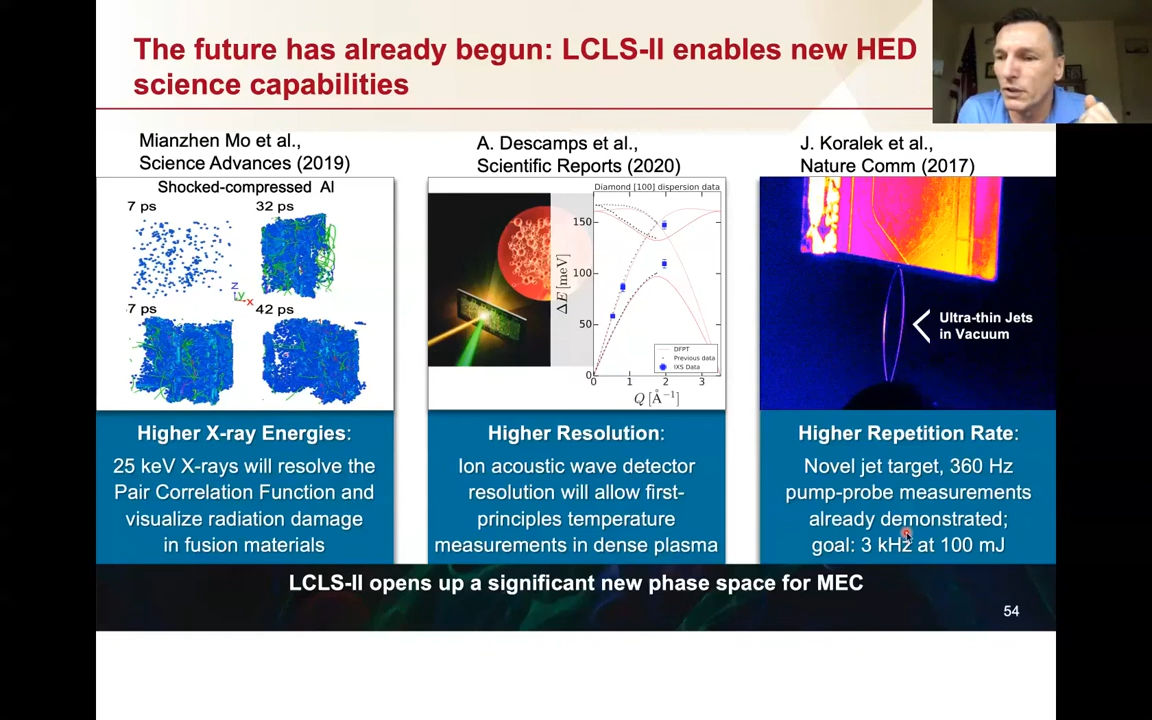 The future has already begun: LCLS-II enables new HED
science capabilities
Mianzhen Mo et al.,
Science Advances (2019)
Shocked-compressed Al
7 ps
32 ps
z
y
x
7 ps
42 ps
Higher X-ray Energies:
25 keV X-rays will resolve the
Pair Correlation Function and
visualize radiation damage
in fusion materials
A. Descamps et al.,
Scientific Reports (2020)
Diamond [100] dispersion data
150
100
50
0
ΔE [meV]
0 1 2 3
Q [Å⁻¹]
DFPT
Previous data
IXS Data
Higher Resolution:
Ion acoustic wave detector
resolution will allow first-
principles temperature
measurements in dense plasma
J. Koralek et al.,
Nature Comm (2017)
Ultra-thin Jets
in Vacuum
Higher Repetition Rate:
Novel jet target, 360 Hz
pump-probe measurements
already demonstrated;
goal: 3 kHz at 100 mJ
LCLS-II opens up a significant new phase space for MEC
54